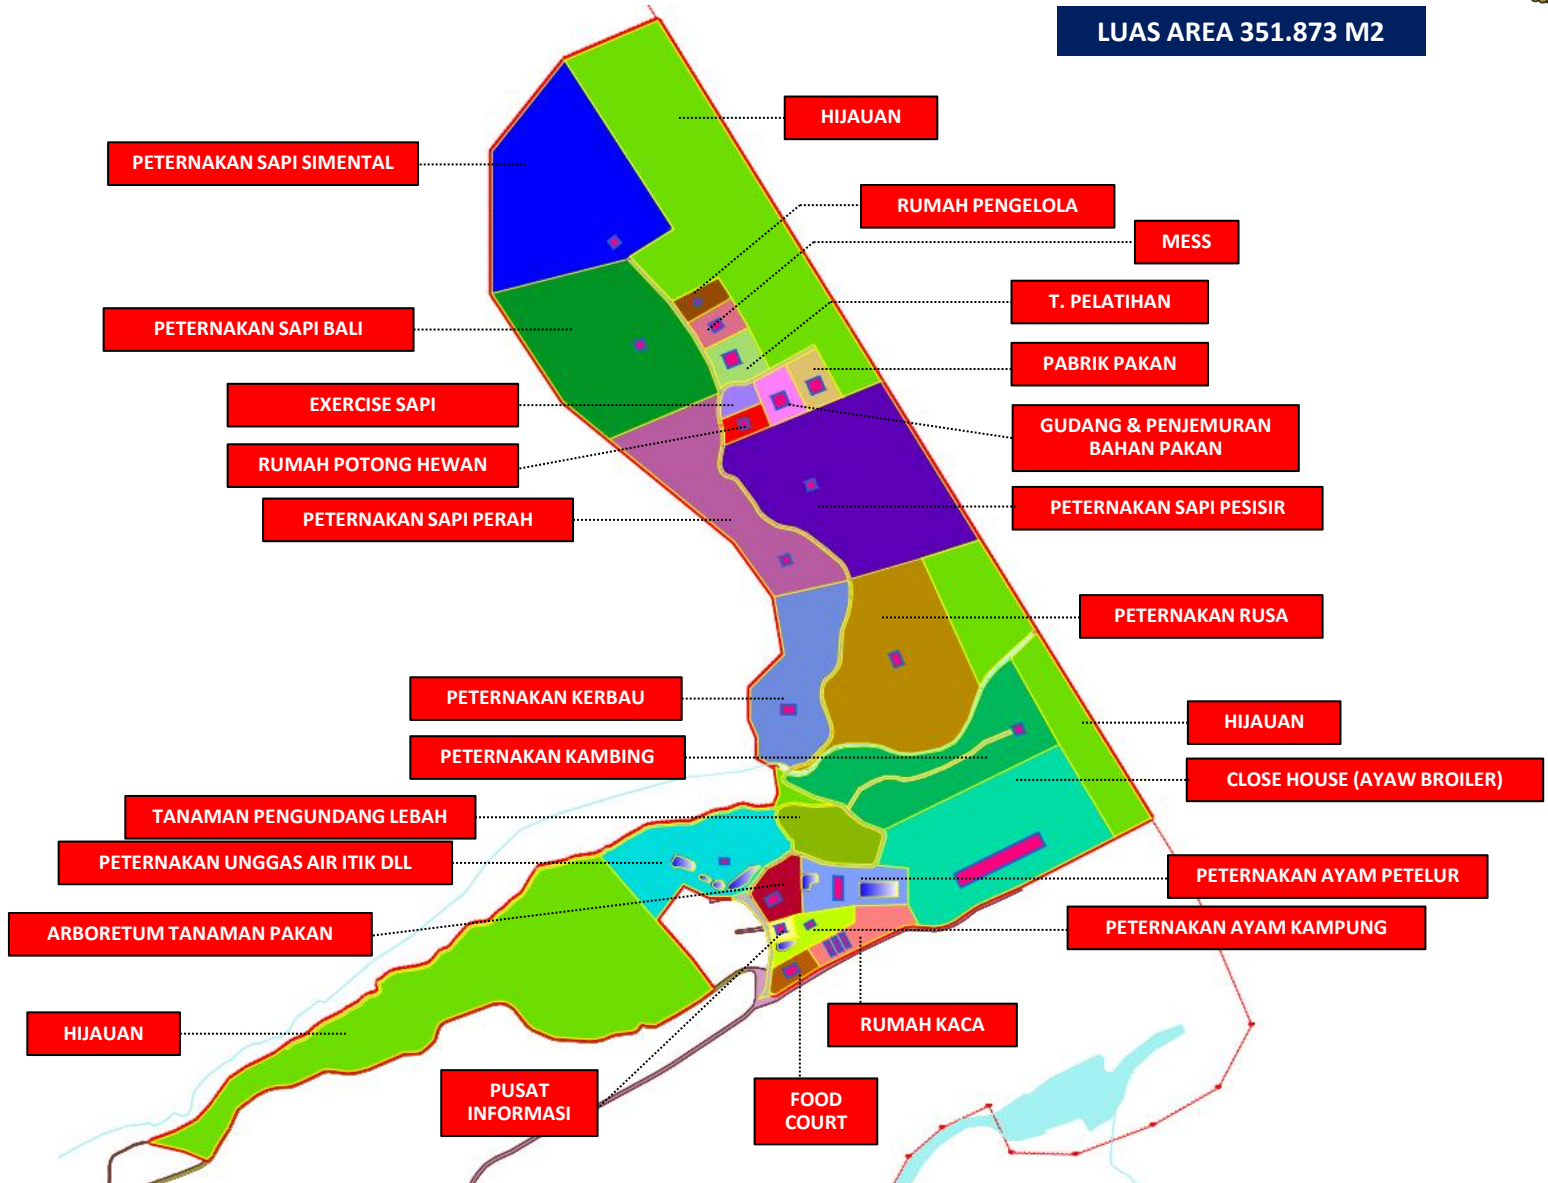 LUAS AREA 351.873 M2
HIJAUAN
PETERNAKAN SAPI SIMENTAL
RUMAH PENGELOLA
MESS
T. PELATIHAN
PETERNAKAN SAPI BALI
PABRIK PAKAN
EXERCISE SAPI
GUDANG & PENJEMURAN
BAHAN PAKAN
RUMAH POTONG HEWAN
PETERNAKAN SAPI PESISIR
PETERNAKAN SAPI PERAH
PETERNAKAN RUSA
PETERNAKAN KERBAU
HIJAUAN
PETERNAKAN KAMBING
CLOSE HOUSE (AYAW BROILER)
TANAMAN PENGUNDANG LEBAH
PETERNAKAN UNGGAS AIR ITIK DLL
PETERNAKAN AYAM PETELUR
ARBORETUM TANAMAN PAKAN
PETERNAKAN AYAM KAMPUNG
HIJAUAN
RUMAH KACA
PUSAT
INFORMASI
FOOD
COURT